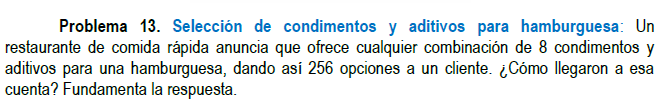 Problema 13. Selección de condimentos y aditivos para hamburguesa: Un
restaurante de comida rápida anuncia que ofrece cualquier combinación de 8 condimentos y
aditivos para una hamburguesa, dando así 256 opciones a un cliente. ¿Cómo llegaron a esa
cuenta? Fundamenta la respuesta.